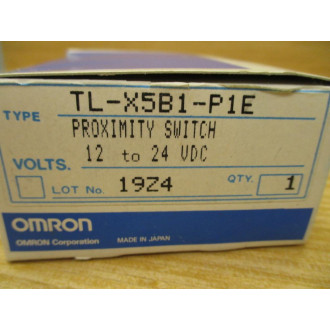 TYPE TL-X5B1-P1E
PROXIMITY SWITCH
VOLTS. 12 to 24 VDC
LOT No. 19Z4 QTY. 1
OMRON
OMRON Corporation MADE IN JAPAN